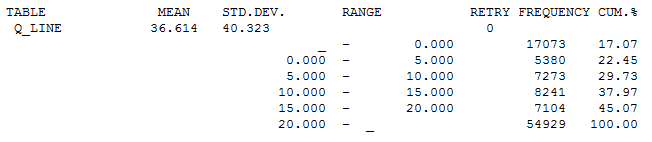 TABLE MEAN STD.DEV. RANGE RETRY FREQUENCY CUM.%
Q_LINE 36.614 40.323 0
_ - 0.000 17073 17.07
0.000 - 5.000 5380 22.45
5.000 - 10.000 7273 29.73
10.000 - 15.000 8241 37.97
15.000 - 20.000 7104 45.07
20.000 - _ 54929 100.00